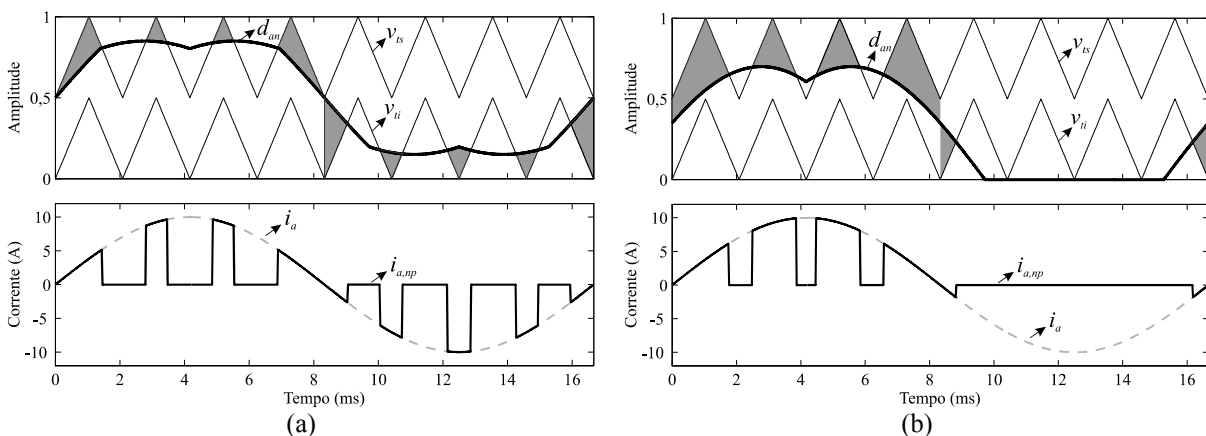 1
0,5
0
Amplitude
d_an
v_ts
v_ti
10
5
0
-5
-10
Corrente (A)
i_a
i_a,np
0 2 4 6 8 10 12 14 16
Tempo (ms)
(a)
1
0,5
0
Amplitude
d_an
v_ts
v_ti
10
5
0
-5
-10
Corrente (A)
i_a,np
i_a
0 2 4 6 8 10 12 14 16
Tempo (ms)
(b)